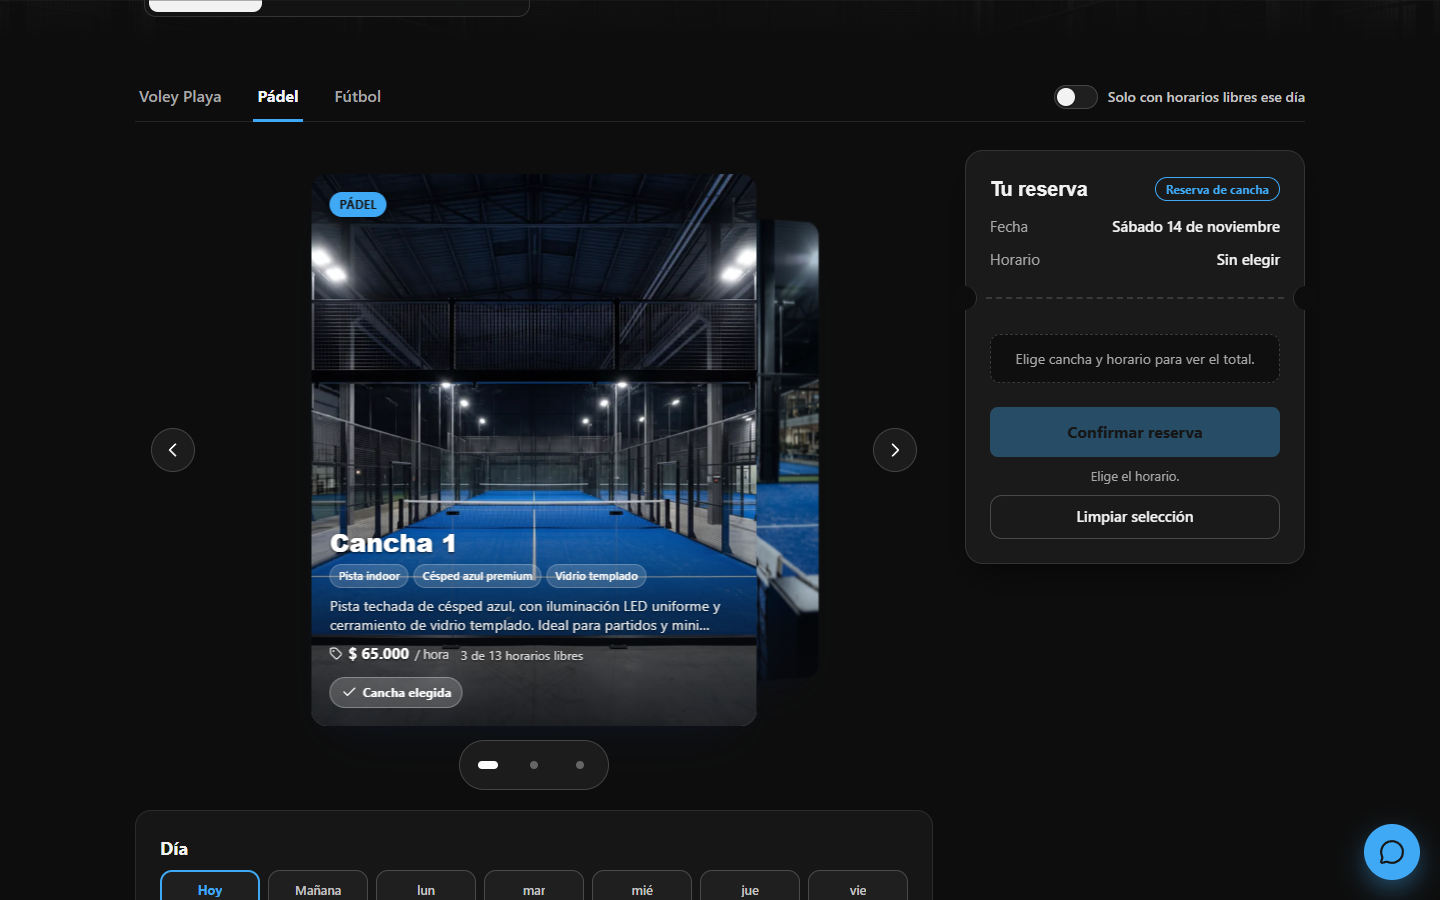 Voley Playa
Pádel
Fútbol
Solo con horarios libres ese día
PÁDEL
Cancha 1
Pista indoor
Césped azul premium
Vidrio templado
Pista techada de césped azul, con iluminación LED uniforme y
cerramiento de vidrio templado. Ideal para partidos y mini...
$ 65.000 / hora
3 de 13 horarios libres
Cancha elegida
Tu reserva
Reserva de cancha
Fecha
Sábado 14 de noviembre
Horario
Sin elegir
Elige cancha y horario para ver el total.
Confirmar reserva
Elige el horario.
Limpiar selección
Día
Hoy
Mañana
lun
mar
mié
jue
vie